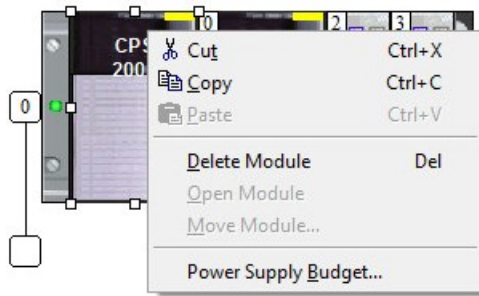 0 2 3
CPS
200
0
Cut Ctrl+X
Copy Ctrl+C
Paste Ctrl+V
Delete Module Del
Open Module
Move Module...
Power Supply Budget...